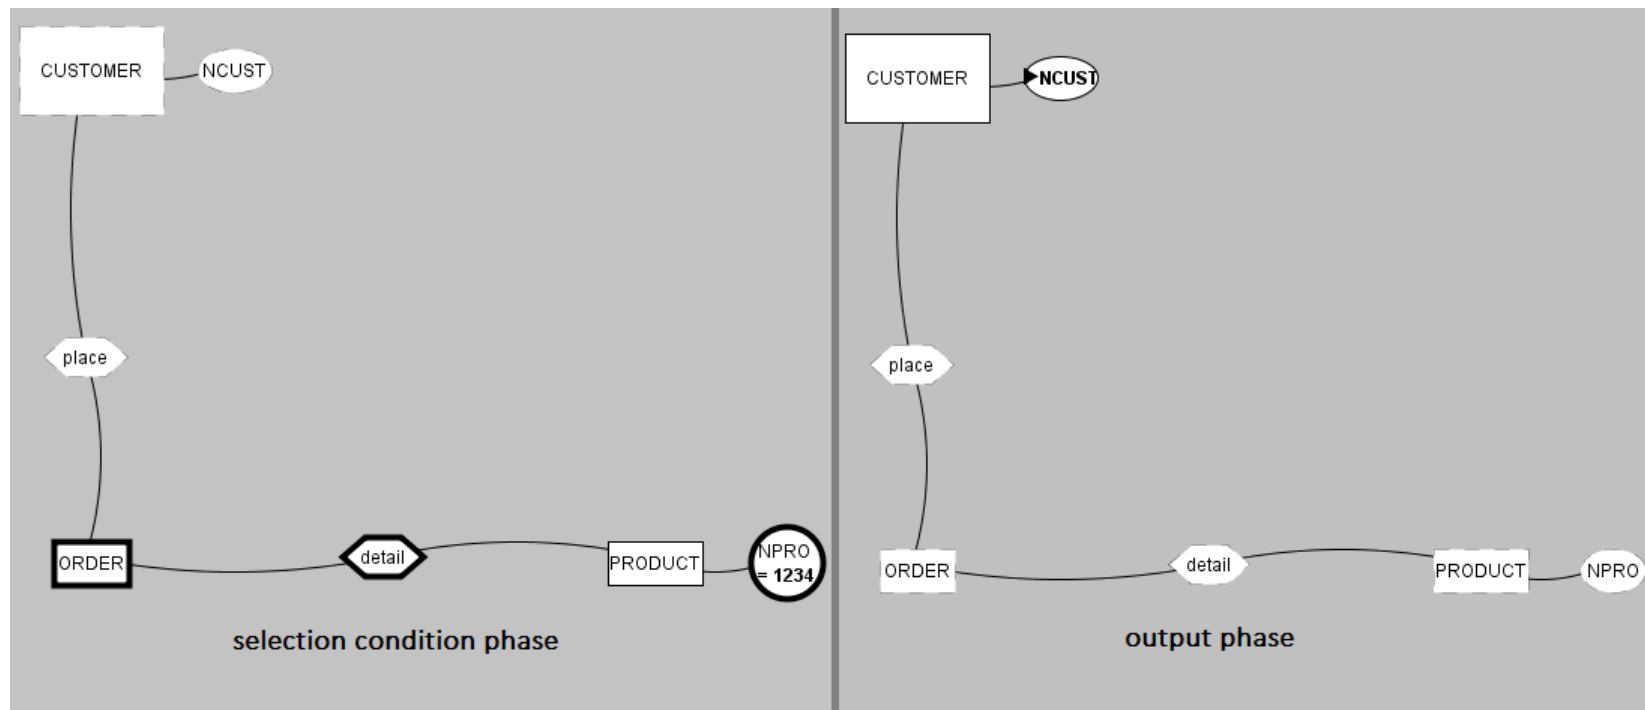 CUSTOMER
NCUST
place
ORDER
detail
PRODUCT
NPRO
= 1234
selection condition phase
CUSTOMER
NCUST
place
ORDER
detail
PRODUCT
NPRO
output phase